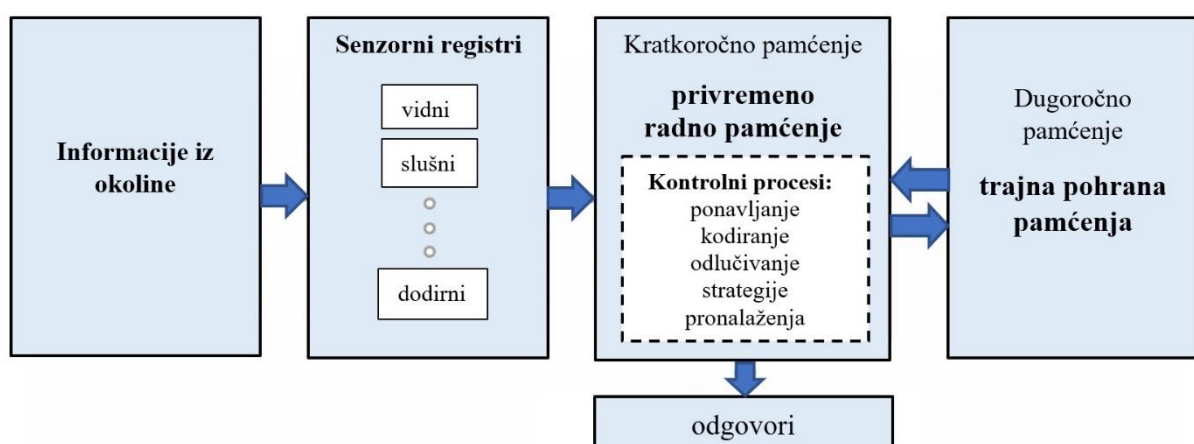 Informacije iz
okoline
Senzorni registri
vidni
slušni
dodirni
Kratkoročno pamćenje
privremeno
radno pamćenje
Kontrolni procesi:
ponavljanje
kodiranje
odlučivanje
strategije
pronalaženja
Dugoročno
pamćenje
trajna pohrana
pamćenja
odgovori